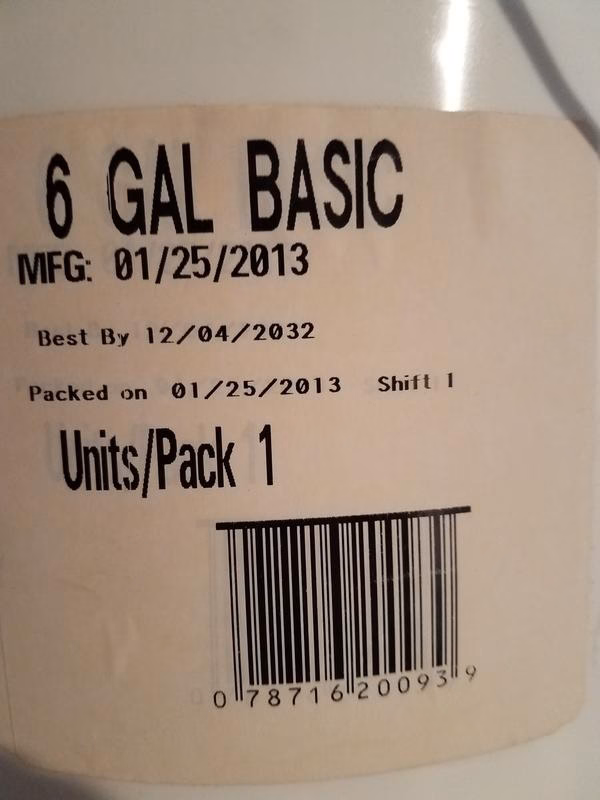 6 GAL BASIC
MFG: 01/25/2013
Best By 12/04/2032
Packed on 01/25/2013 Shift 1
Units/Pack 1
0 78716 20093 9